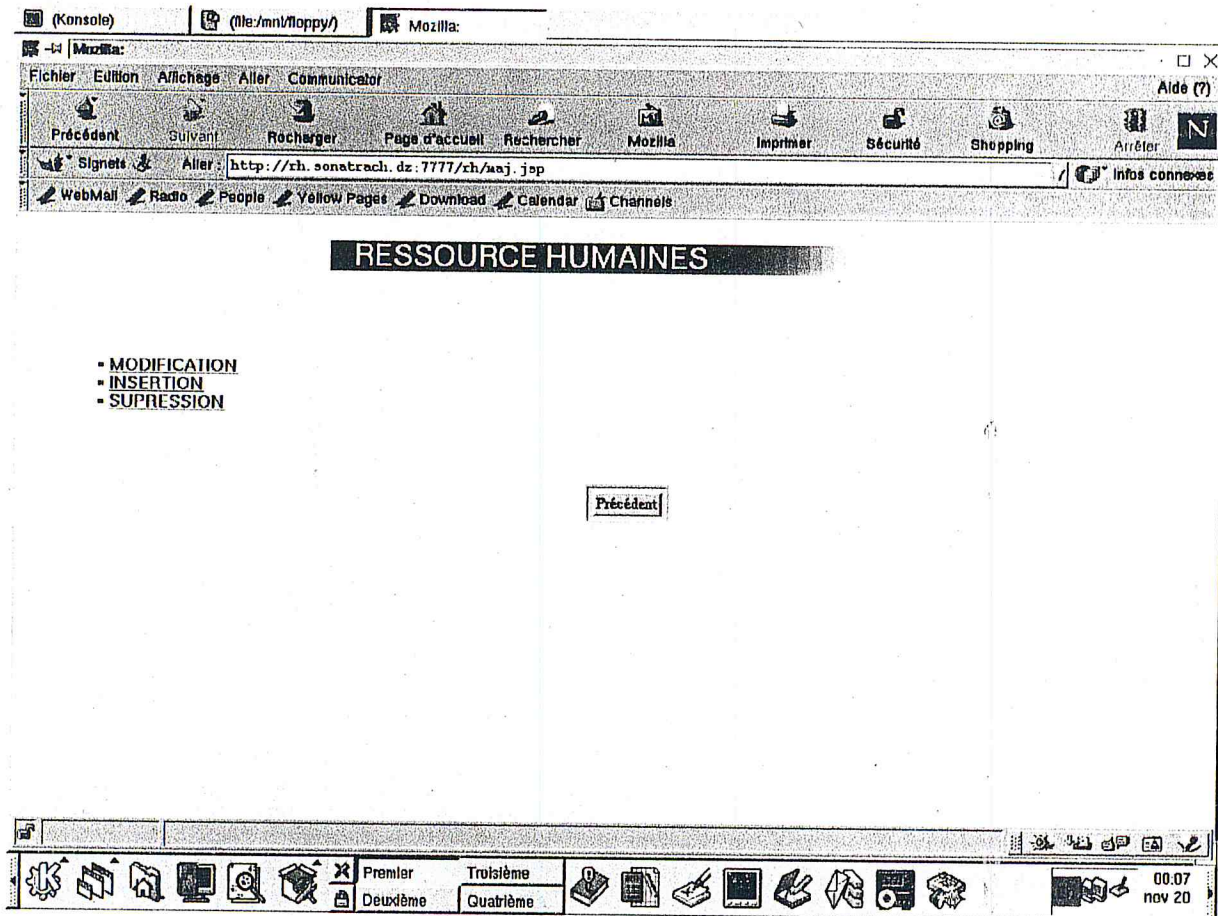 (Konsole) (file:/mnt/floppy/) Mozilla:
Mozilla:
Fichier Edition Affichage Aller Communicator Aide (?)
Précédent Suivant Recharger Page d'accueil Rechercher Mozilla Imprimer Sécurité Shopping Arrêter N
Signets Aller : http://rh.sonatrach.dz:7777/rh/maj.jsp Infos connexes
WebMail Radio People Yellow Pages Download Calendar Channels
RESSOURCE HUMAINES
- MODIFICATION
- INSERTION
- SUPRESSION
Précédent
Premier Troisième 00:07
Deuxième Quatrième nov 20